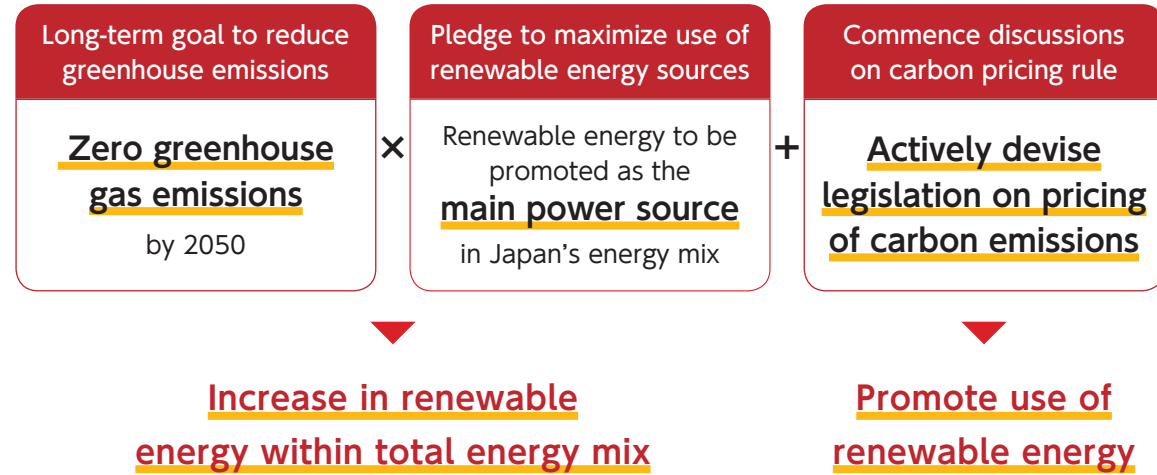 Long-term goal to reduce
greenhouse emissions
Zero greenhouse
gas emissions
by 2050
×
Pledge to maximize use of
renewable energy sources
Renewable energy to be
promoted as the
main power source
in Japan's energy mix
+
Commence discussions
on carbon pricing rule
Actively devise
legislation on pricing
of carbon emissions
Increase in renewable
energy within total energy mix
Promote use of
renewable energy